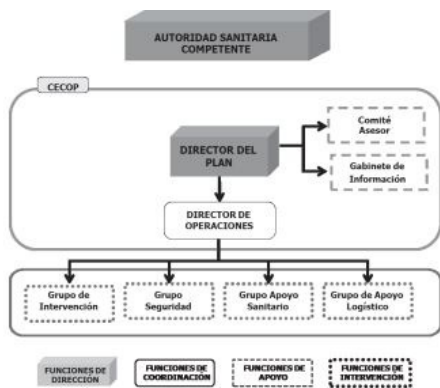 AUTORIDAD SANITARIA
COMPETENTE
CECOP
Comité
Asesor
DIRECTOR DEL
PLAN
Gabinete de
Información
DIRECTOR DE
OPERACIONES
Grupo de
Intervención
Grupo
Seguridad
Grupo Apoyo
Sanitario
Grupo de Apoyo
Logístico
FUNCIONES DE
DIRECCIÓN
FUNCIONES DE
COORDINACIÓN
FUNCIONES DE
APOYO
FUNCIONES DE
INTERVENCIÓN